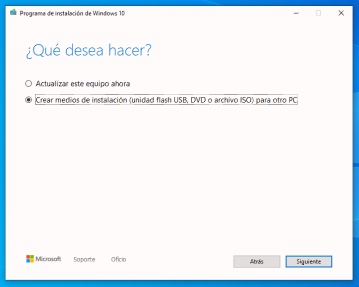 Programa de instalación de Windows 10
¿Qué desea hacer?
Actualizar este equipo ahora
Crear medios de instalación (unidad flash USB, DVD o archivo ISO) para otro PC
Microsoft Soporte Oficio Atrás Siguiente